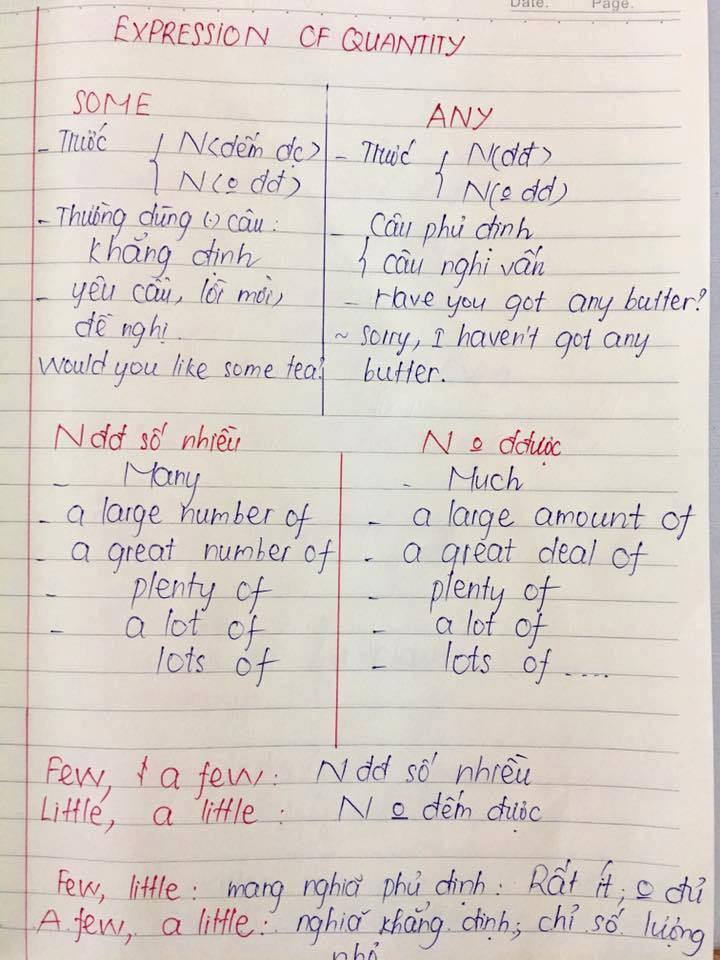 Date. Page.
EXPRESSION OF QUANTITY
SOME
- Trước { N(đếm đc)
N(o đđ)
- Thường dùng (.) câu:
khẳng định
- yêu cầu, lời mời,
đề nghị.
Would you like some tea?
ANY
- Trước { N(đđ)
N(o đđ)
- Câu phủ định
{ câu nghi vấn
- Have you got any butter?
~ Sorry, I haven't got any
butter.
N đđ số nhiều
- Many
- a large number of
- a great number of
- plenty of
- a lot of
lots of
N o đđược
- Much
- a large amount of
- a great deal of
- plenty of
- a lot of
- lots of ....
Few, a few: N đđ số nhiều
Little, a little: N o đếm được
Few, little: mang nghĩa phủ định: Rất ít; o đủ
A few, a little: nghĩa khẳng định; chỉ số lượng
nhỏ